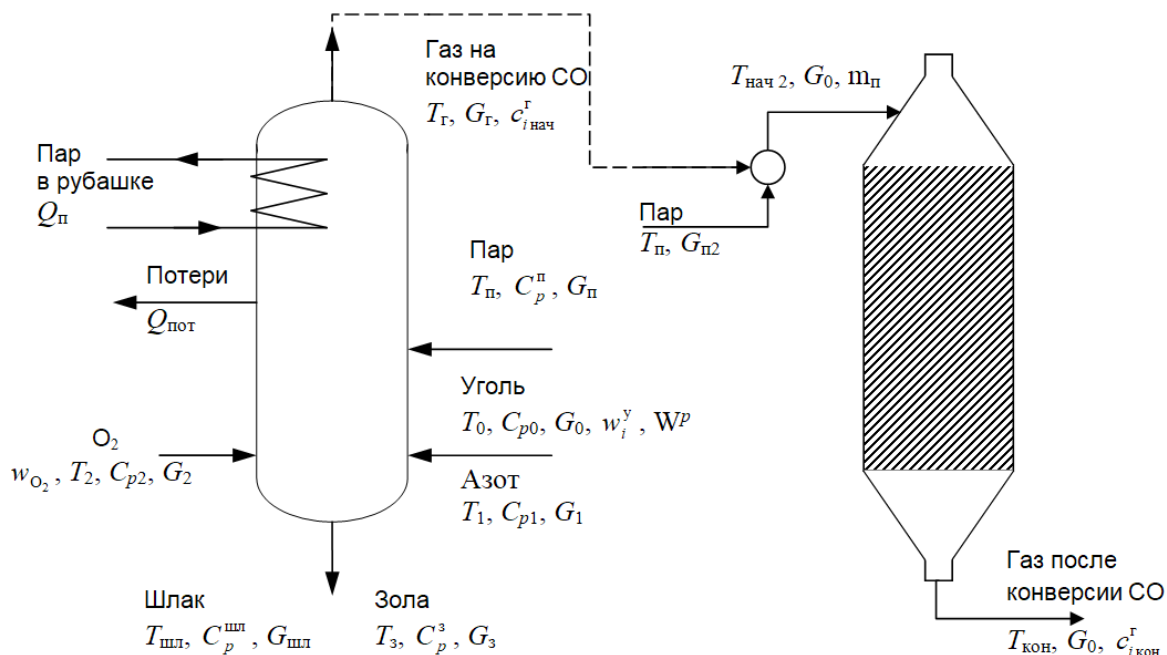 Газ на
конверсию CO
Tг, Gг, cгi нач
Tнач 2, G0, mп
Пар
в рубашке
Qп
Пар
Tп, Gп2
Пар
Tп, Cпp, Gп
Потери
Qпот
Уголь
T0, Cp0, G0, wуi, Wp
O2
wO2, T2, Cp2, G2
Азот
T1, Cp1, G1
Газ после
конверсии CO
Tкон, G0, cгi кон
Шлак
Tшл, Cшлp, Gшл
Зола
Tз, Cзp, Gз